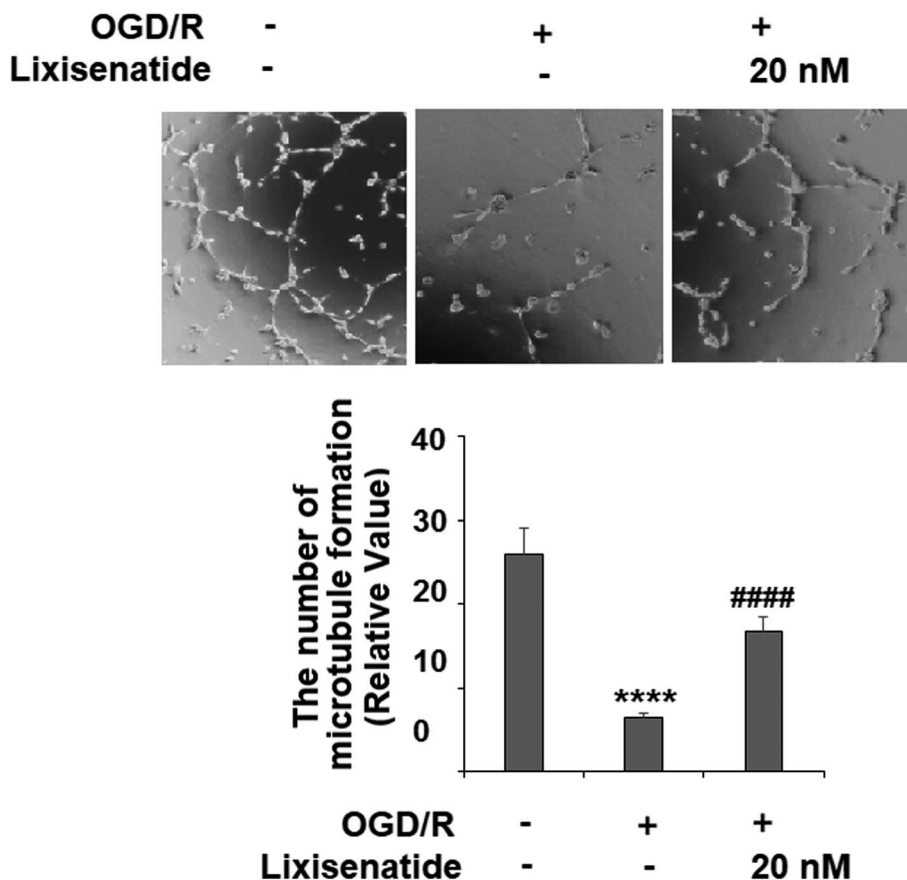 OGD/R - + +
Lixisenatide - - 20 nM
The number of
microtubule formation
(Relative Value)
40
30
20
10
0
****
####
OGD/R - + +
Lixisenatide - - 20 nM